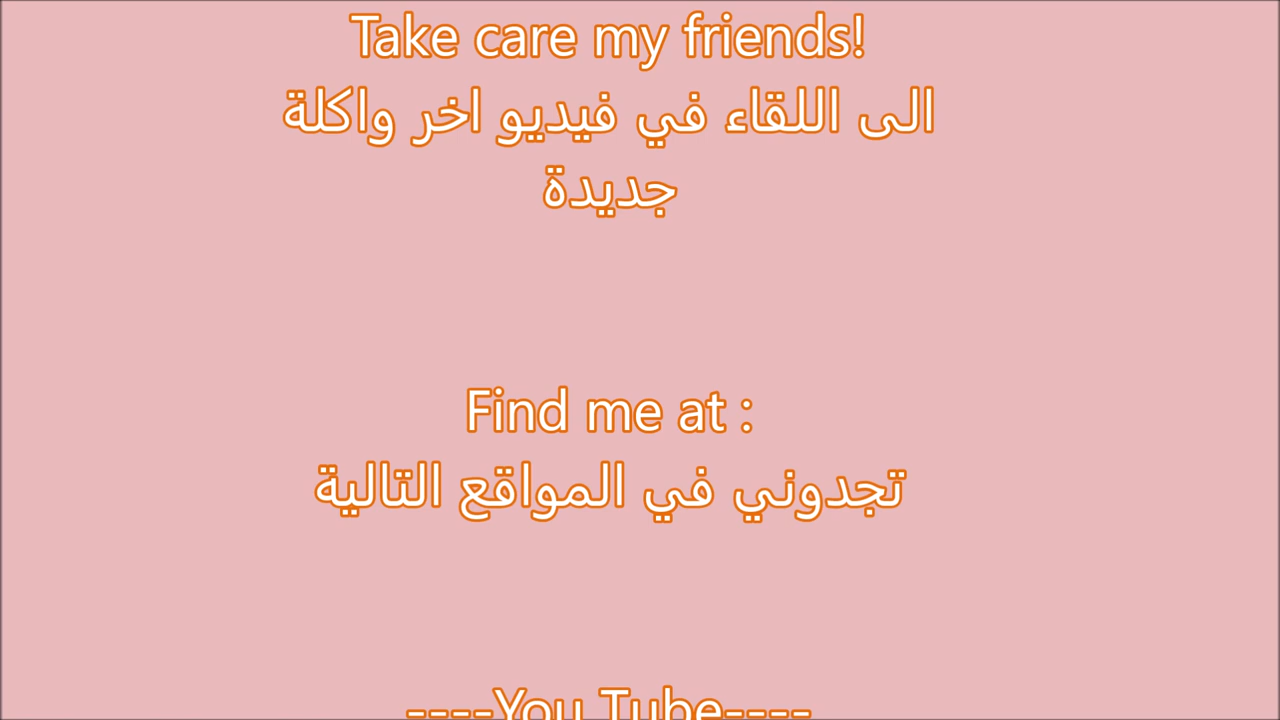 Take care my friends!
الى اللقاء في فيديو اخر واكلة
جديدة
Find me at :
تجدوني في المواقع التالية
----You Tube----